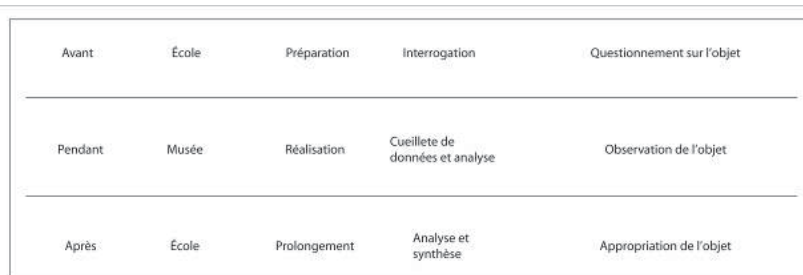 Avant École Préparation Interrogation Questionnement sur l'objet
Pendant Musée Réalisation Cueillete de
données et analyse Observation de l'objet
Après École Prolongement Analyse et
synthèse Appropriation de l'objet